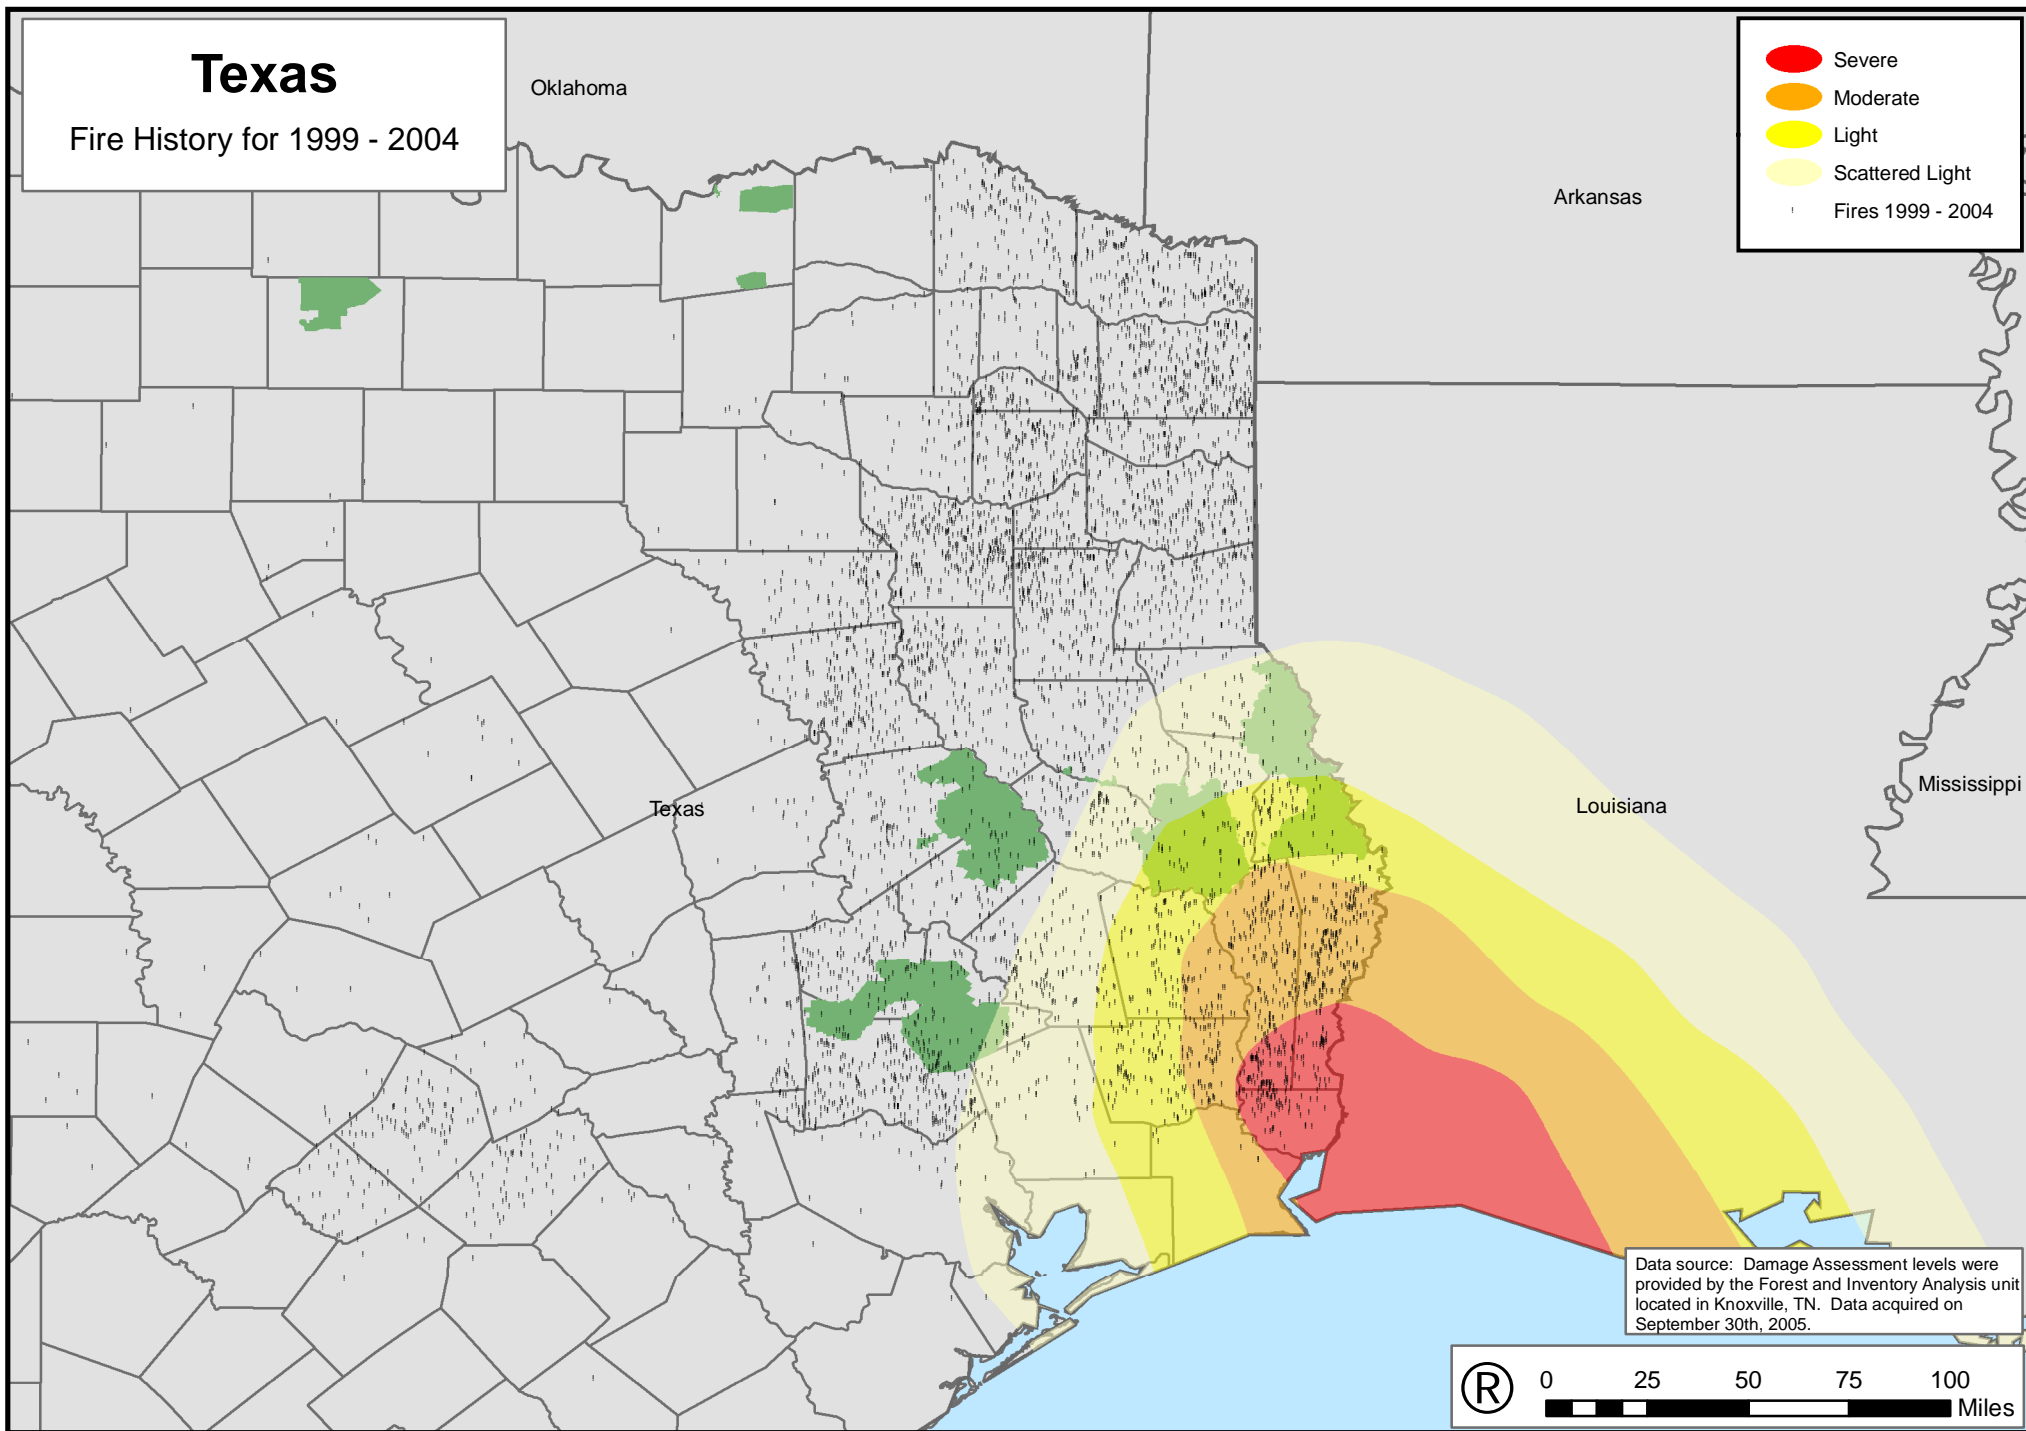 Texas
Fire History for 1999 - 2004
Oklahoma
Severe
Moderate
Light
Scattered Light
Fires 1999 - 2004
Arkansas
Mississippi
Louisiana
Texas
Data source:  Damage Assessment levels were
provided by the Forest and Inventory Analysis unit
located in Knoxville, TN.  Data acquired on
September 30th, 2005.
®
0 25 50 75 100
Miles